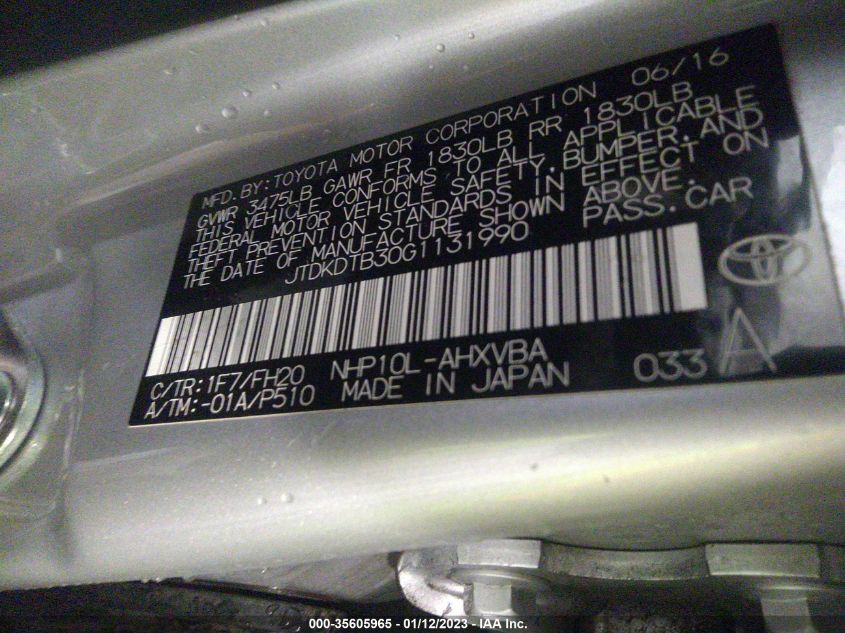 MFD. BY: TOYOTA MOTOR CORPORATION 06/16
GVWR 3475LB GAWR FR 1830LB RR 1830LB
THIS VEHICLE CONFORMS TO ALL APPLICABLE
FEDERAL MOTOR VEHICLE SAFETY, BUMPER, AND
THEFT PREVENTION STANDARDS IN EFFECT ON
THE DATE OF MANUFACTURE SHOWN ABOVE.
JTDKDTB30G1131990 PASS. CAR
C/TR: 1F7/FH20 NHP10L-AHXVBA
A/TM: -01A/P510 MADE IN JAPAN 033 A
000-35605965 - 01/12/2023 - IAA Inc.